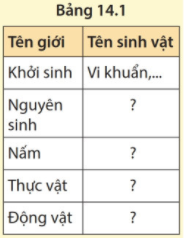 Bảng 14.1
Tên giới Tên sinh vật
Khởi sinh Vi khuẩn,...
Nguyên sinh ?
Nấm ?
Thực vật ?
Động vật ?